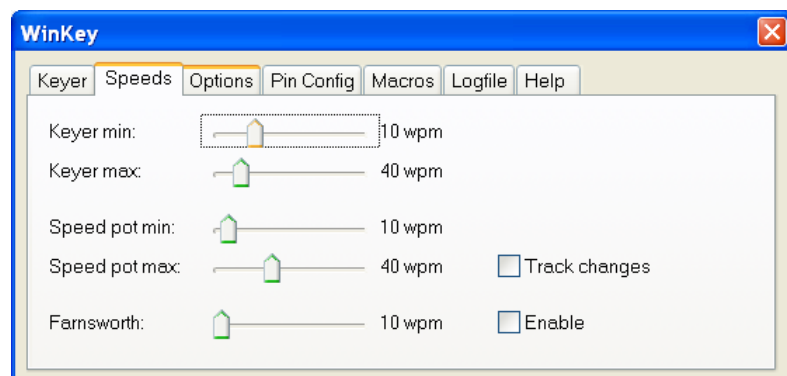 WinKey
Keyer Speeds Options Pin Config Macros Logfile Help
Keyer min: 10 wpm
Keyer max: 40 wpm
Speed pot min: 10 wpm
Speed pot max: 40 wpm Track changes
Farnsworth: 10 wpm Enable